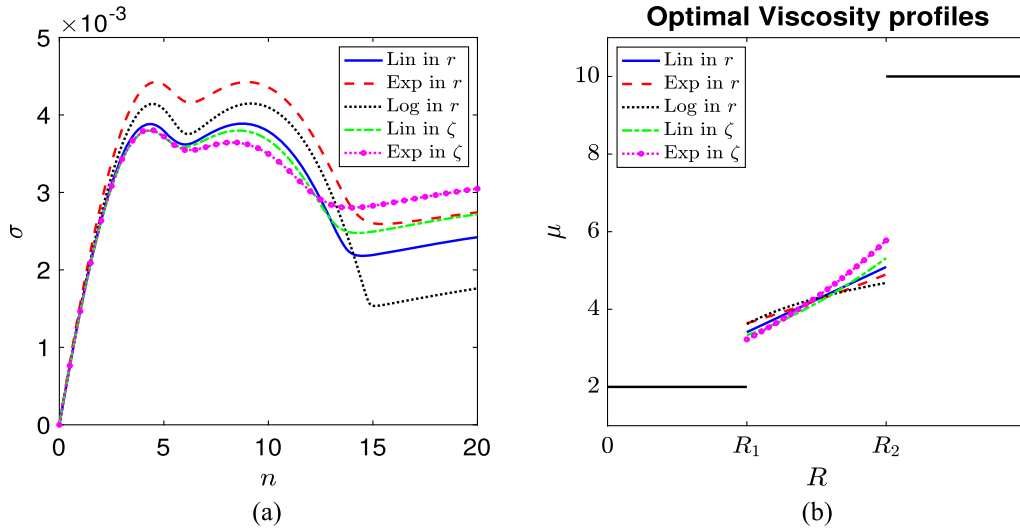 ×10⁻³
5
4
3
2
1
0
σ
0
5
10
15
20
n
Lin in r
Exp in r
Log in r
Lin in ζ
Exp in ζ
(a)
Optimal Viscosity profiles
10
8
6
4
2
μ
0
R₁
R₂
R
Lin in r
Exp in r
Log in r
Lin in ζ
Exp in ζ
(b)